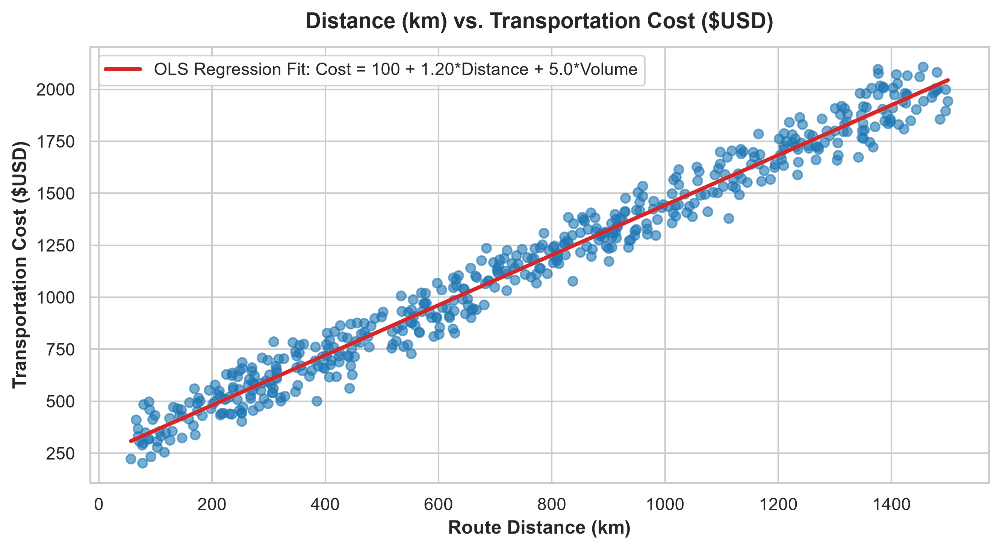 Distance (km) vs. Transportation Cost ($USD)
OLS Regression Fit: Cost = 100 + 1.20*Distance + 5.0*Volume
Transportation Cost ($USD)
2000
1750
1500
1250
1000
750
500
250
0 200 400 600 800 1000 1200 1400
Route Distance (km)